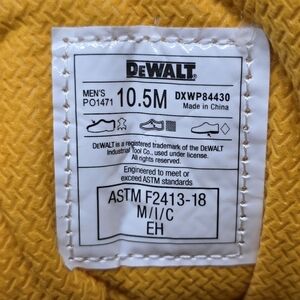 DEWALT®
MEN'S 10.5M DXWP84430
PO1471 Made in China
DEWALT is a registered trademark of the DEWALT
Industrial Tool Co., used under license.
All rights reserved.
Engineered to meet or
exceed ASTM standards
ASTM F2413-18
M/I/C
EH